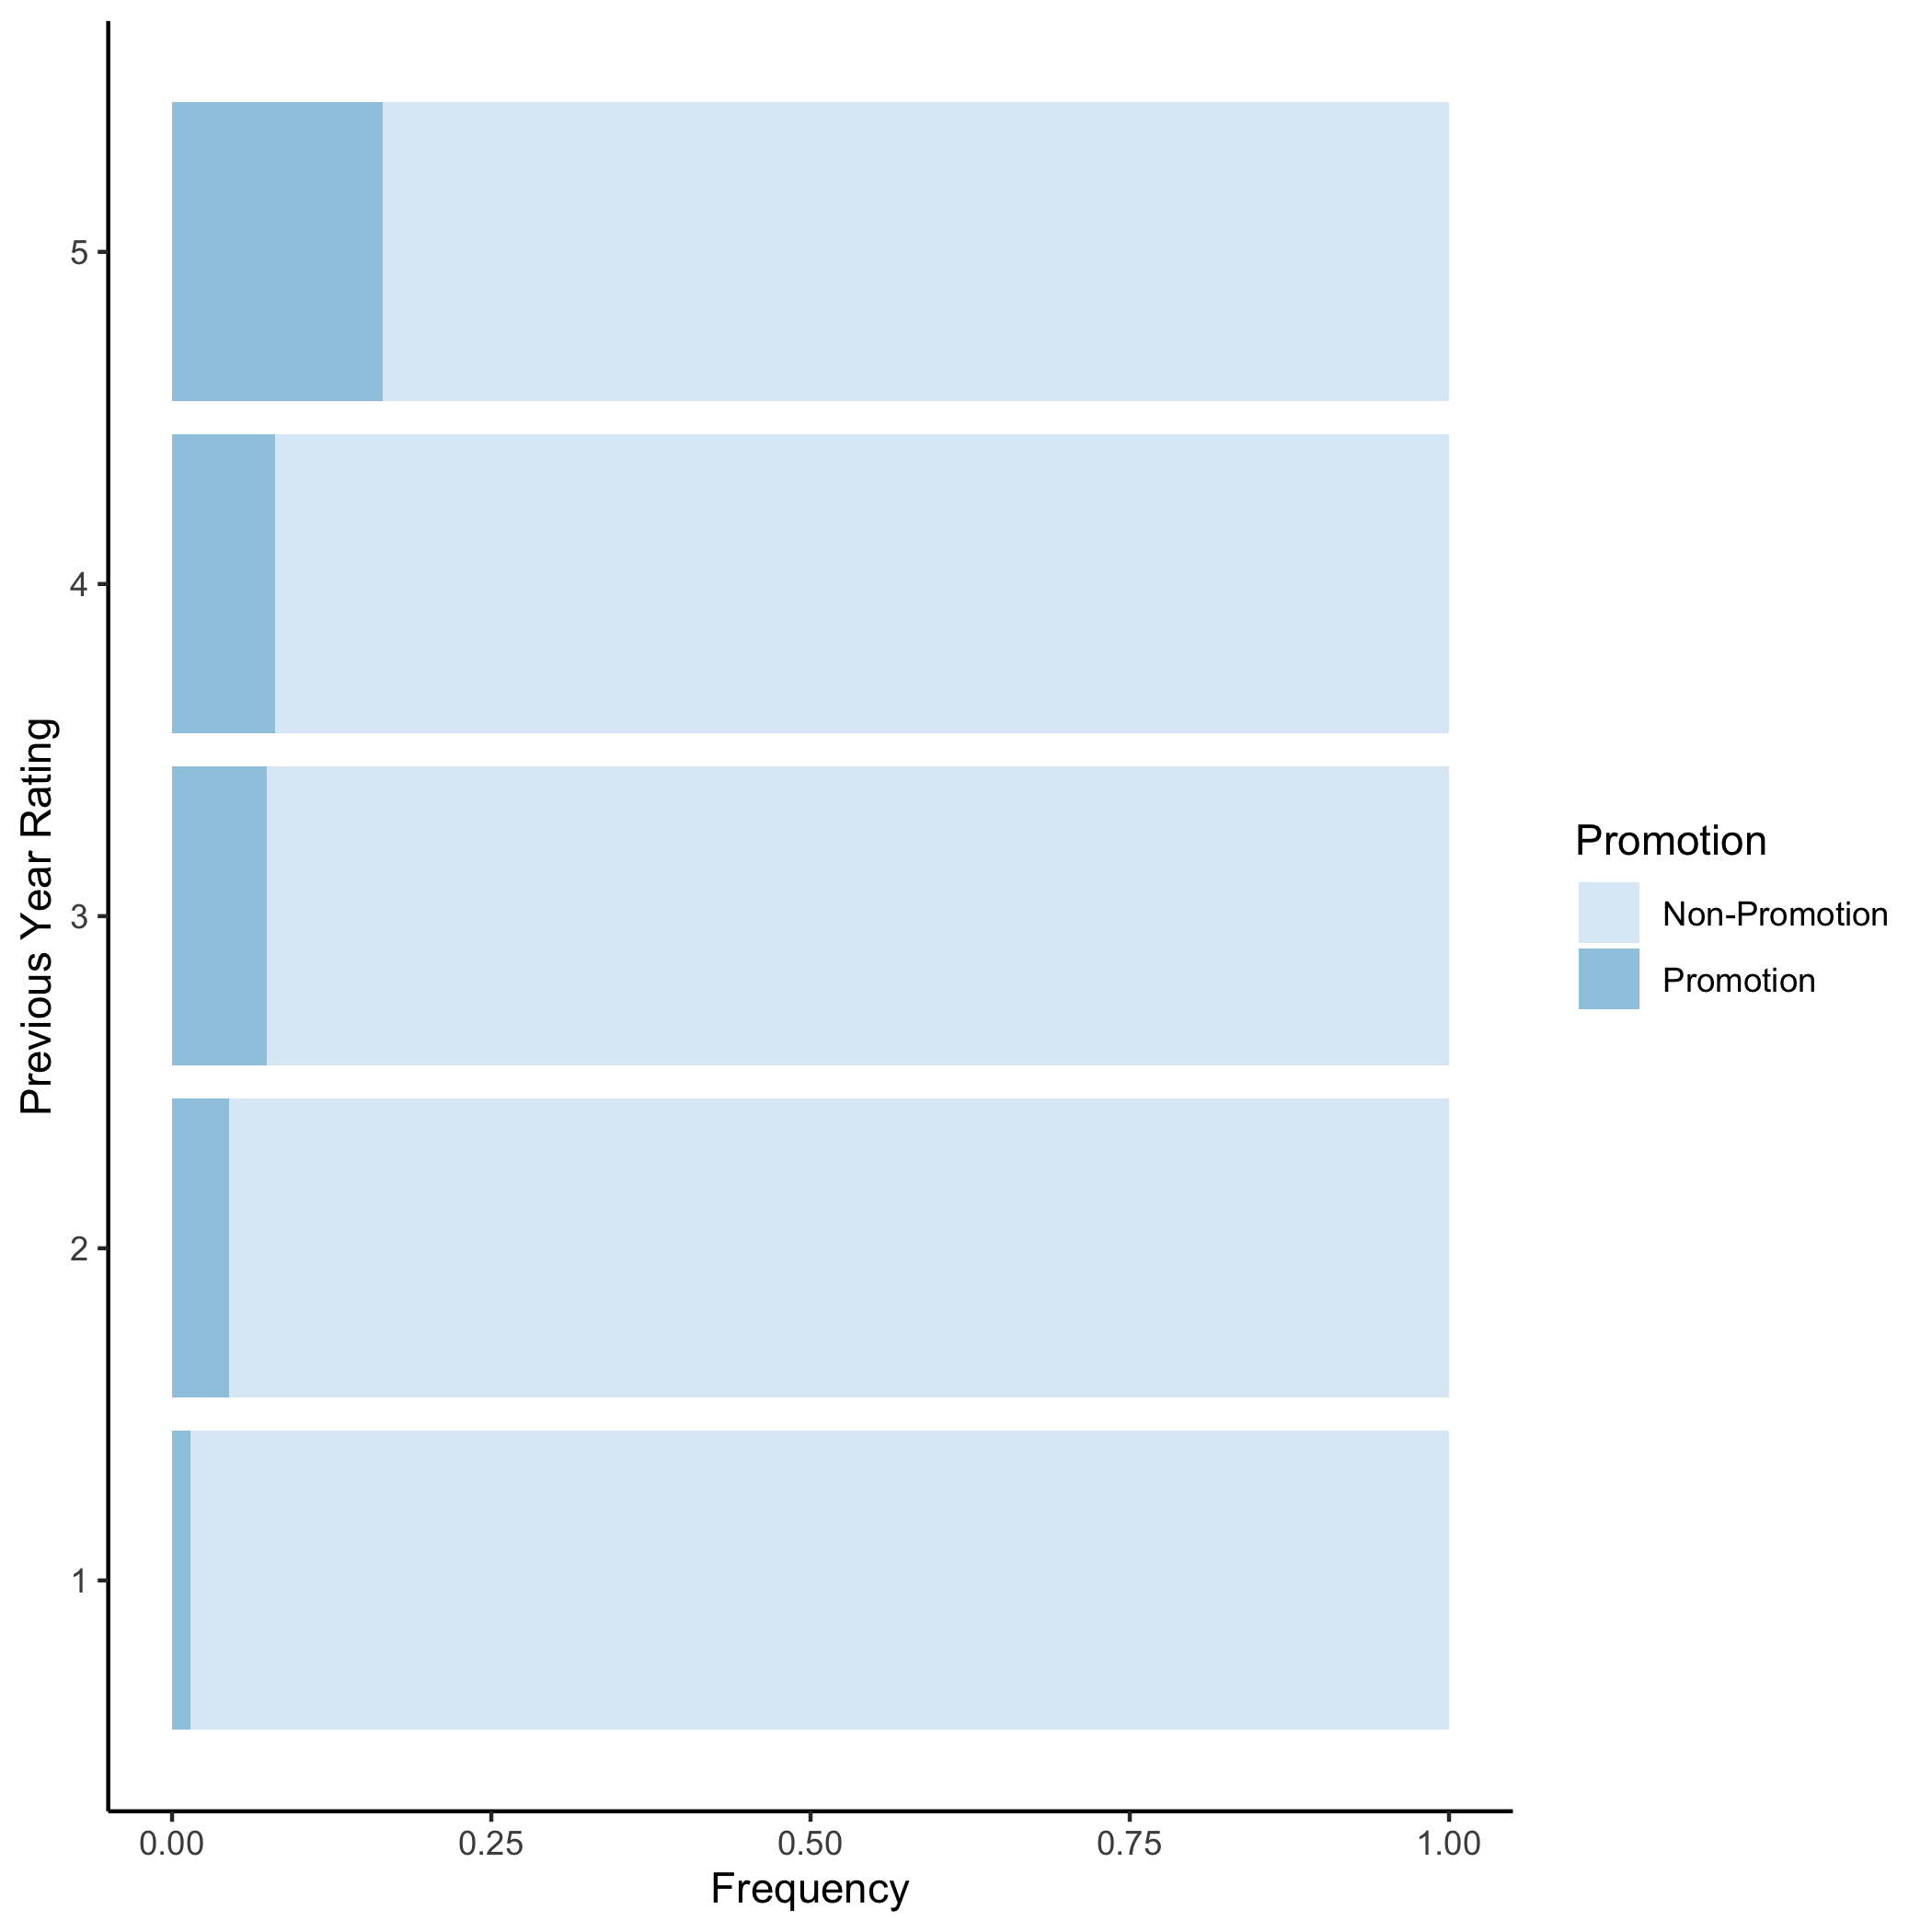 Previous Year Rating
5
4
3
2
1
0.00 0.25 0.50 0.75 1.00
Frequency
Promotion
Non-Promotion
Promotion